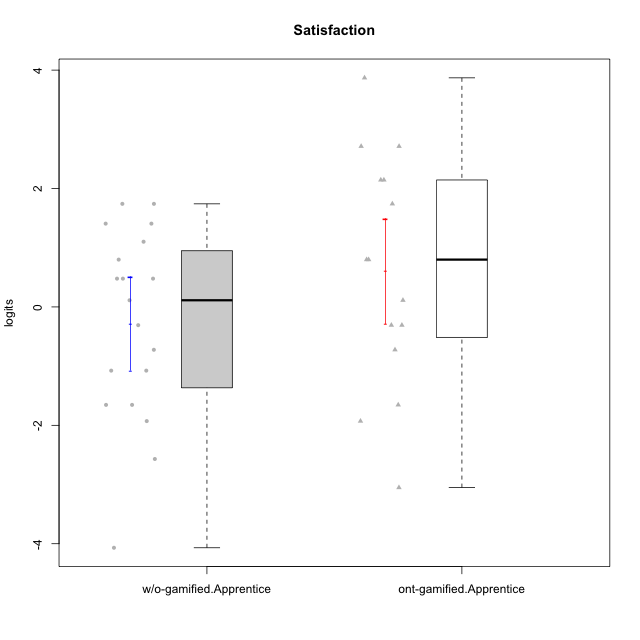 Satisfaction
logits
4
2
0
-2
-4
w/o-gamified.Apprentice
ont-gamified.Apprentice